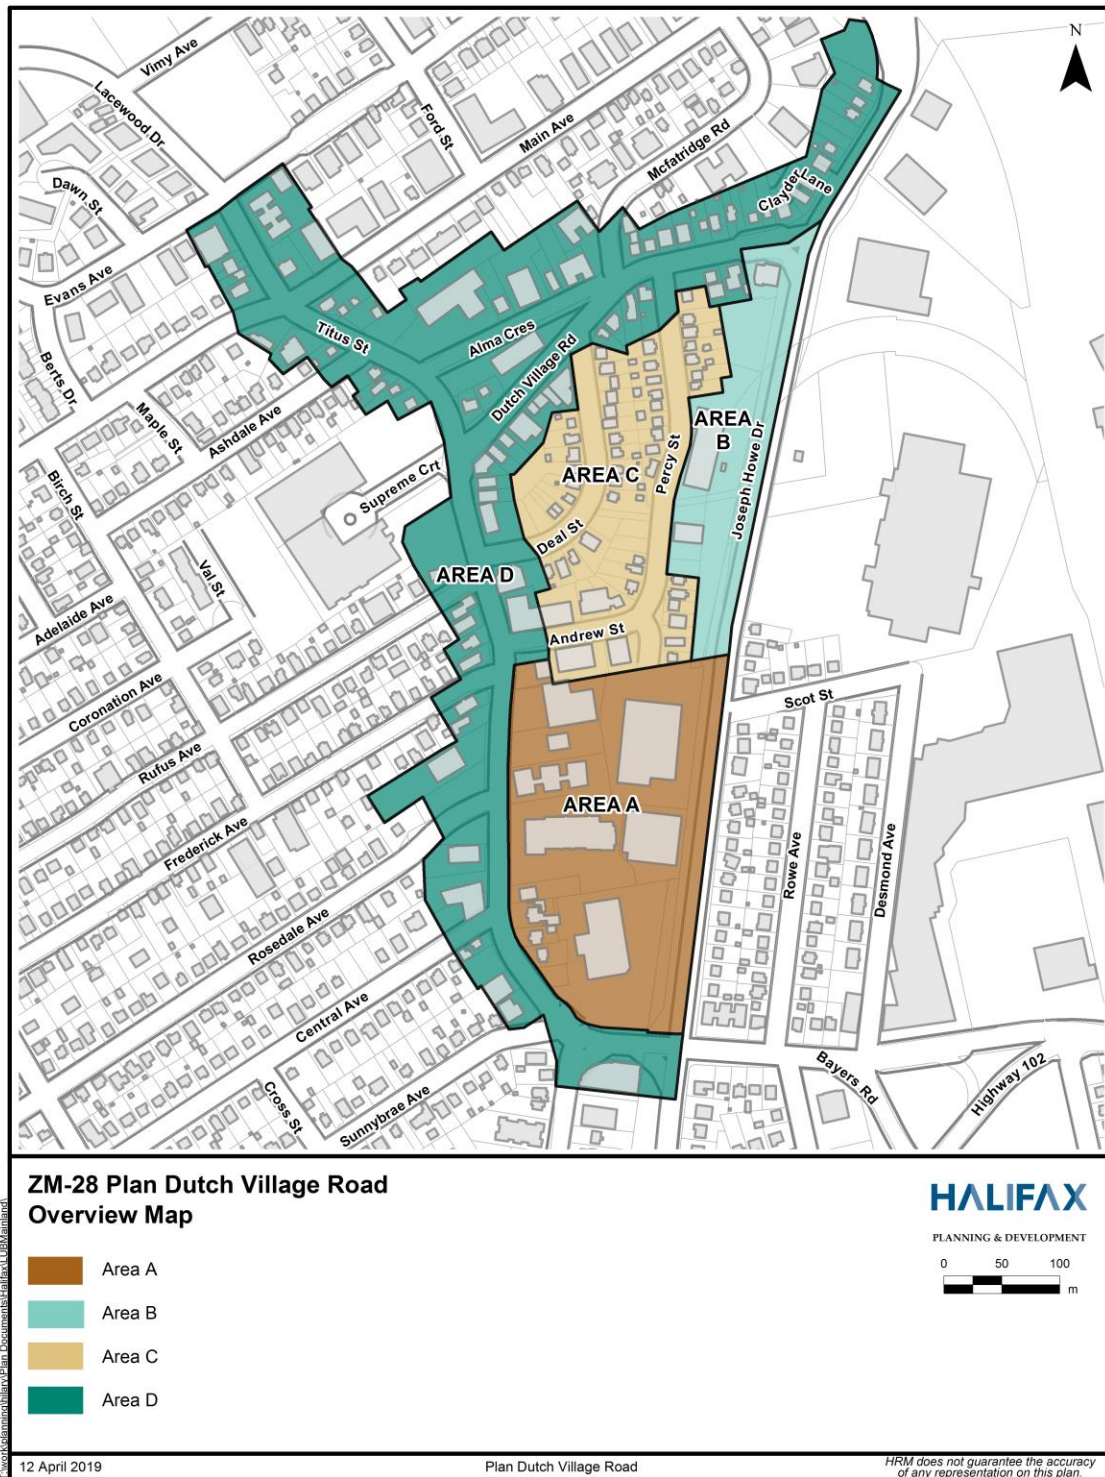 N
Vimy Ave
Lacewood Dr
Ford St
Main Ave
Mcfatridge Rd
Dawn St
Clayder Lane
Evans Ave
Titus St
Alma Cres
Berts Dr
Dutch Village Rd
Maple St
Ashdale Ave
AREA
B
Joseph Howe Dr
Percy St
AREA C
Supreme Crt
Birch St
Deal St
Val St
AREA D
Adelaide Ave
Andrew St
Coronation Ave
Scot St
Rufus Ave
AREA A
Frederick Ave
Rowe Ave
Desmond Ave
Rosedale Ave
Central Ave
Bayers Rd
Highway 102
Cross St
Sunnybrae Ave
ZM-28 Plan Dutch Village Road
Overview Map
Area A
Area B
Area C
Area D
HALIFAX
PLANNING & DEVELOPMENT
0 50 100
m
12 April 2019
Plan Dutch Village Road
HRM does not guarantee the accuracy
of any representation on this plan.